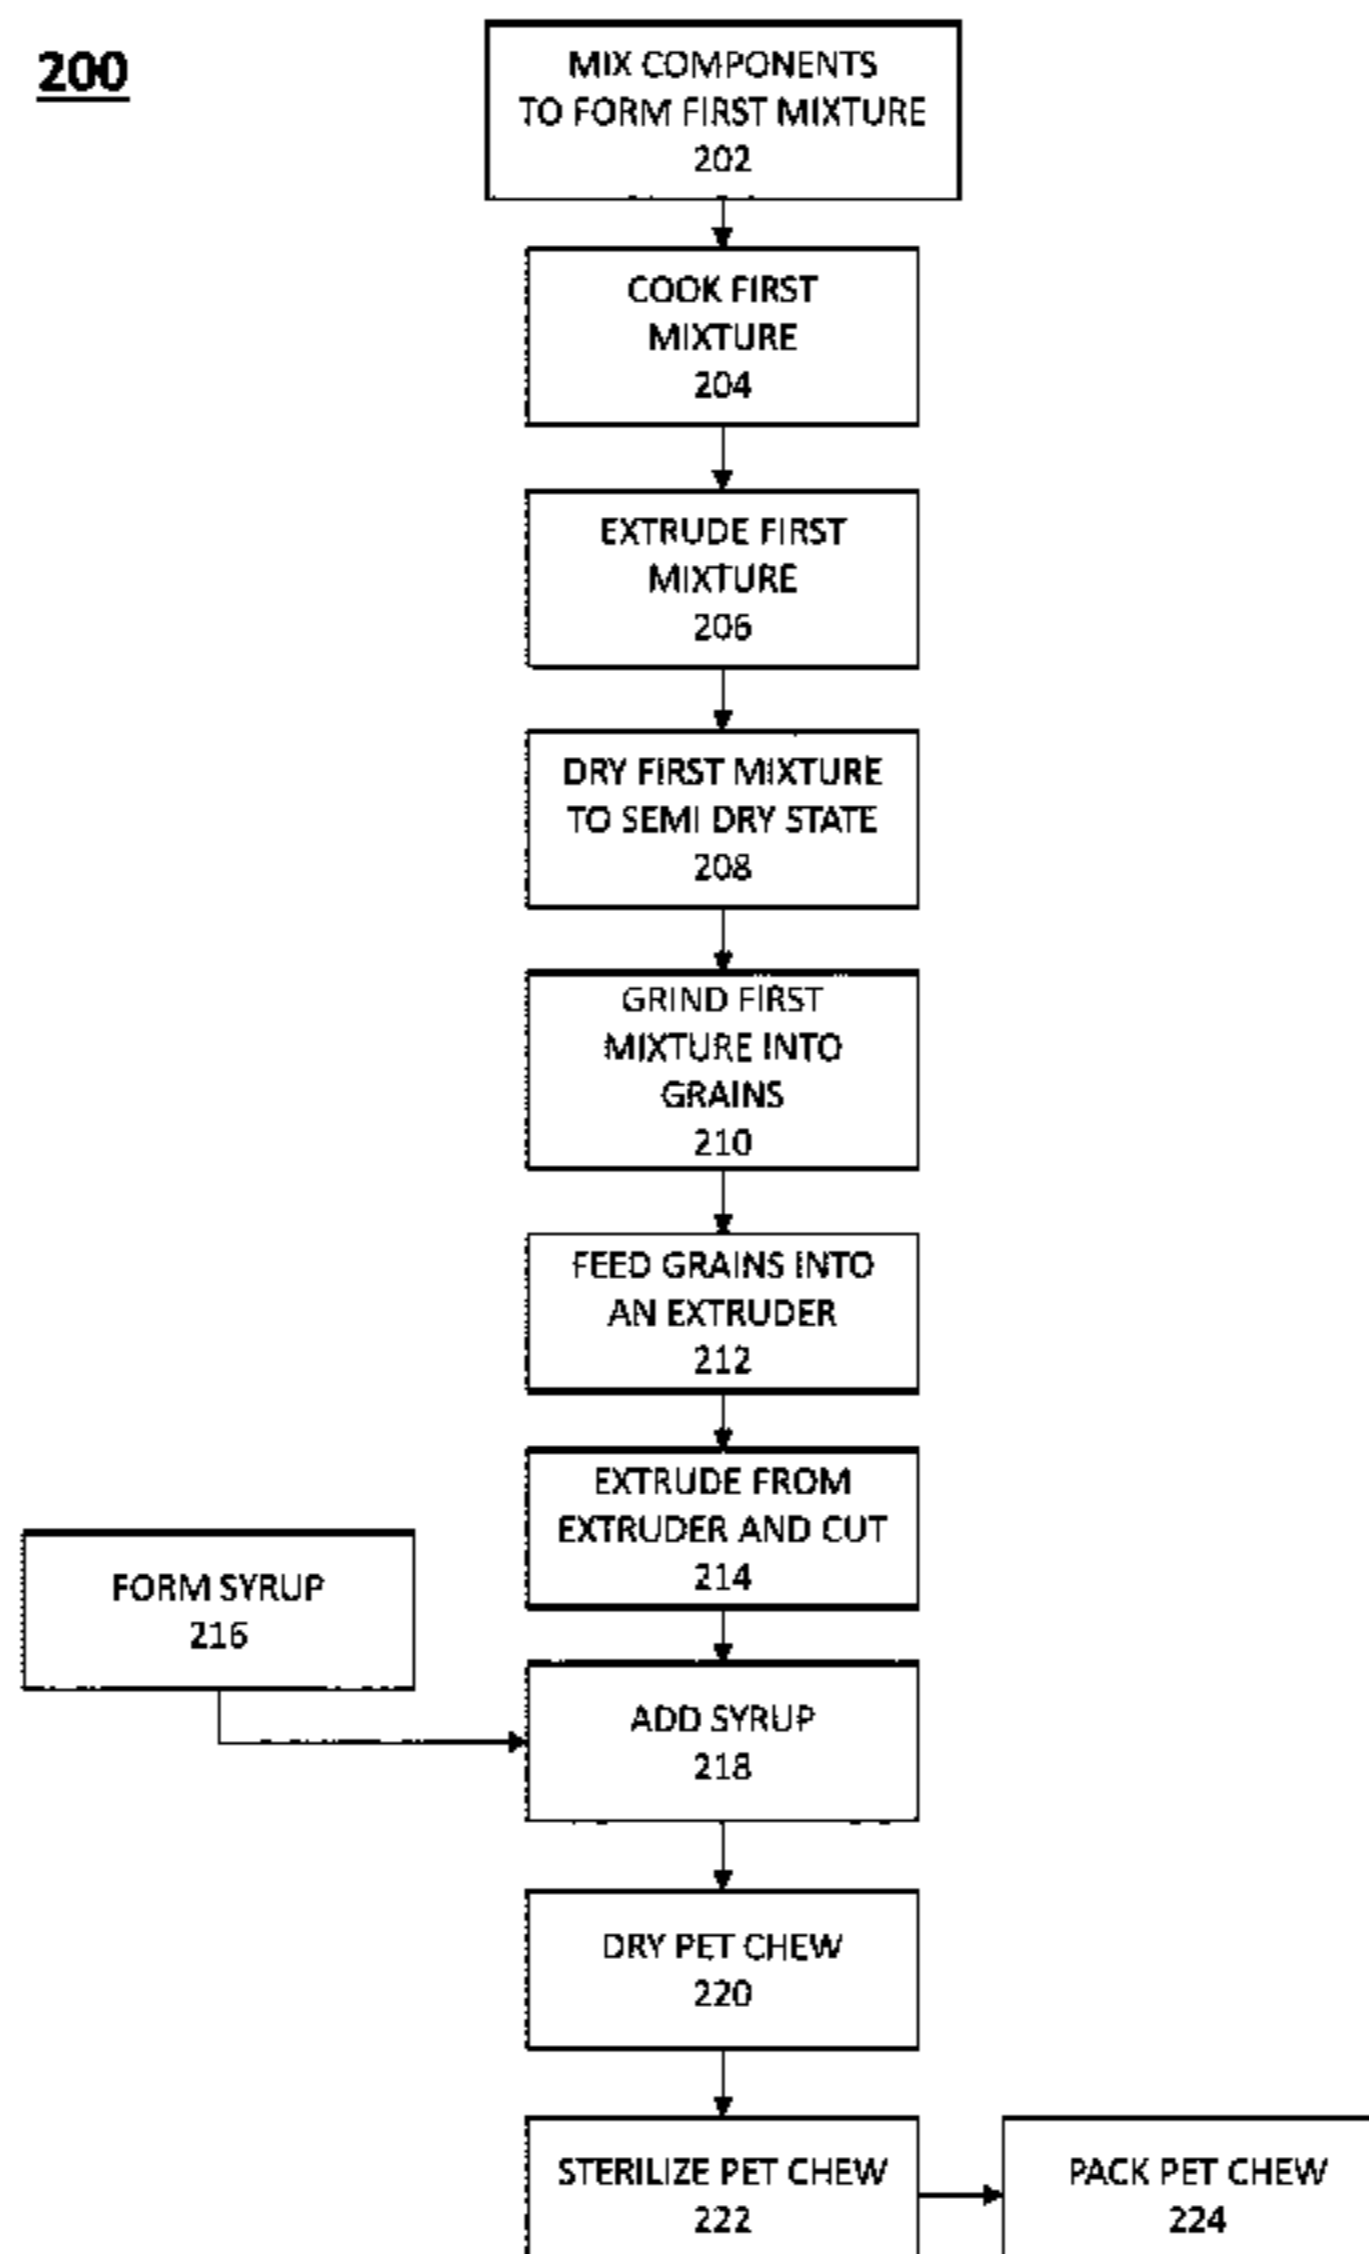 200
MIX COMPONENTS
TO FORM FIRST MIXTURE
202
COOK FIRST
MIXTURE
204
EXTRUDE FIRST
MIXTURE
206
DRY FIRST MIXTURE
TO SEMI DRY STATE
208
GRIND FIRST
MIXTURE INTO
GRAINS
210
FEED GRAINS INTO
AN EXTRUDER
212
EXTRUDE FROM
EXTRUDER AND CUT
214
FORM SYRUP
216
ADD SYRUP
218
DRY PET CHEW
220
STERILIZE PET CHEW
222
PACK PET CHEW
224